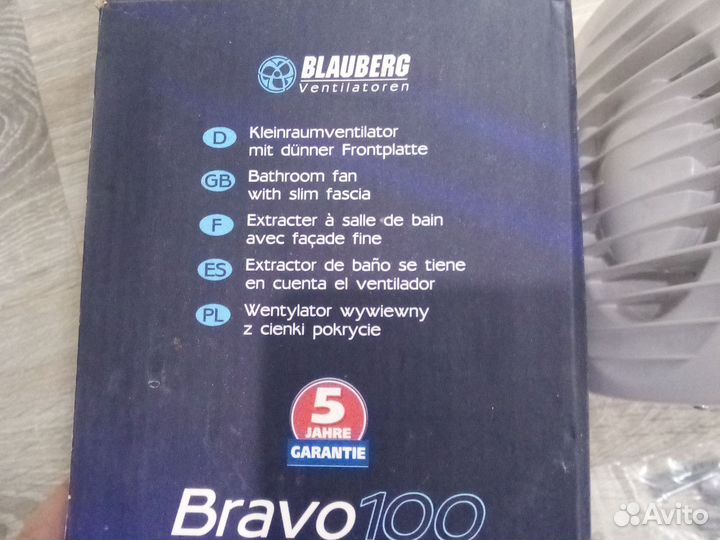 BLAUBERG
Ventilatoren
D Kleinraumventilator
mit dünner Frontplatte
GB Bathroom fan
with slim fascia
F Extracter à salle de bain
avec façade fine
ES Extractor de baño se tiene
en cuenta el ventilador
PL Wentylator wywiewny
z cienki pokrycie
5
JAHRE
GARANTIE
Bravo 100
Avito